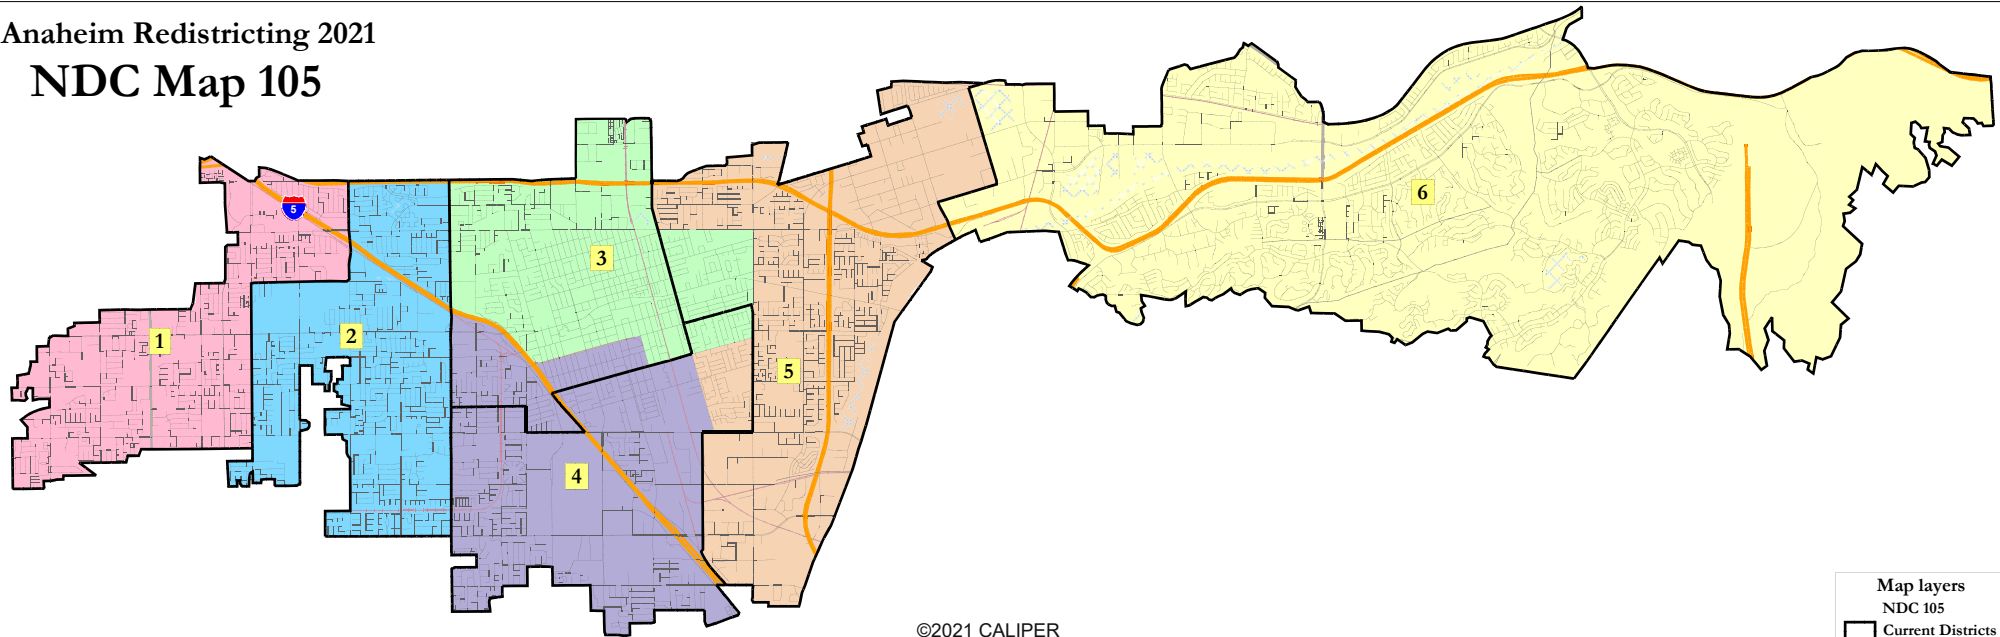 Anaheim Redistricting 2021
NDC Map 105
5
1
2
3
4
5
6
©2021 CALIPER
Map layers
NDC 105
Current Districts